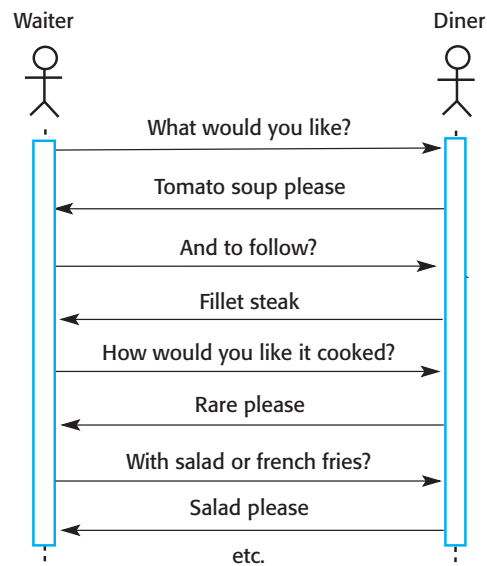 Waiter
Diner
What would you like?
Tomato soup please
And to follow?
Fillet steak
How would you like it cooked?
Rare please
With salad or french fries?
Salad please
etc.